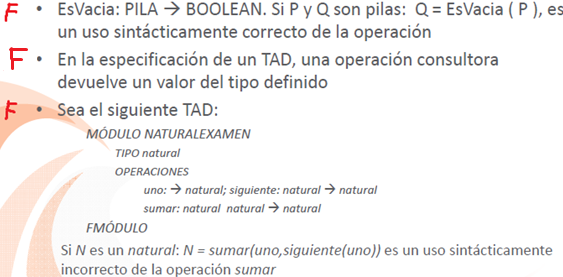 F • EsVacia: PILA → BOOLEAN. Si P y Q son pilas: Q = EsVacia ( P ), es
un uso sintácticamente correcto de la operación
F • En la especificación de un TAD, una operación consultora
devuelve un valor del tipo definido
F • Sea el siguiente TAD:
MÓDULO NATURALEXAMEN
TIPO natural
OPERACIONES
uno: → natural; siguiente: natural → natural
sumar: natural natural → natural
FMÓDULO
Si N es un natural: N = sumar(uno,siguiente(uno)) es un uso sintácticamente
incorrecto de la operación sumar